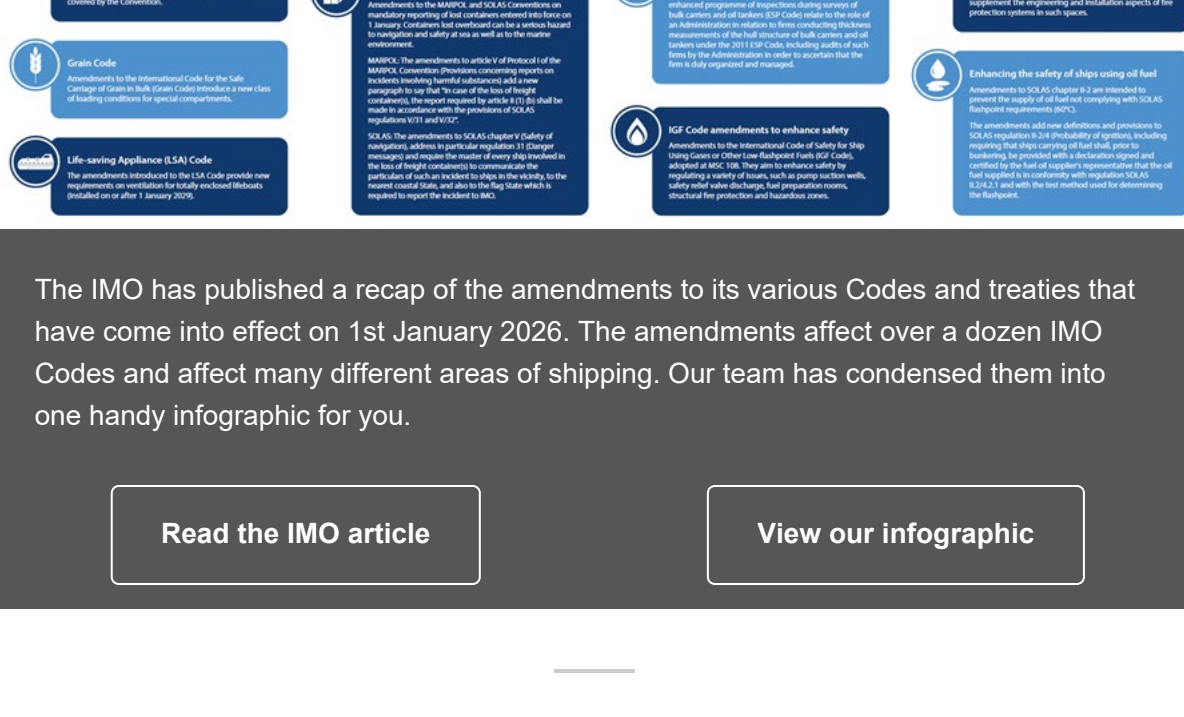 covered by the Convention.
Grain Code
Amendments to the International Code for the Safe
Carriage of Grain in Bulk (Grain Code) introduce a new class
of loading conditions for special compartments.
Life-saving Appliance (LSA) Code
The amendments introduced to the LSA Code provide new
requirements on ventilation for totally enclosed lifeboats
(installed on or after 1 January 2029).
Amendments to the MARPOL and SOLAS Conventions on
mandatory reporting of lost containers entered into force on
1 January. Containers lost overboard can be a serious hazard
to navigation and safety at sea as well as to the marine
environment.
MARPOL: The amendments to article V of Protocol I of the
MARPOL Convention (Provisions concerning reports on
incidents involving harmful substances) add a new
paragraph to say that "In case of the loss of freight
container(s), the report required by article II (1) (b) shall be
made in accordance with the provisions of SOLAS
regulations V/31 and V/32".
SOLAS: The amendments to SOLAS chapter V (Safety of
navigation), address in particular regulation 31 (Danger
messages) and require the master of every ship involved in
the loss of freight container(s) to communicate the
particulars of such an incident to ships in the vicinity, to the
nearest coastal State, and also to the flag State which is
required to report the incident to IMO.
enhanced programme of inspections during surveys of
bulk carriers and oil tankers (ESP Code) relate to the role of
an Administration in relation to firms conducting thickness
measurements of the hull structure of bulk carriers and oil
tankers under the 2011 ESP Code, including audits of such
firms by the Administration in order to ascertain that the
firm is duly organized and managed.
IGF Code amendments to enhance safety
Amendments to the International Code of Safety for Ship
Using Gases or Other Low-flashpoint Fuels (IGF Code),
adopted at MSC 108. They aim to enhance safety by
regulating a variety of issues, such as pump suction wells,
safety relief valve discharge, fuel preparation rooms,
structural fire protection and hazardous zones.
supplement the engineering and installation aspects of fire
protection systems in such spaces.
Enhancing the safety of ships using oil fuel
Amendments to SOLAS chapter II-2 are intended to
prevent the supply of oil fuel not complying with SOLAS
flashpoint requirements (60°C).
The amendments add new definitions and provisions to
SOLAS regulation II-2/4 (Probability of ignition), including
requiring that ships carrying oil fuel shall, prior to
bunkering, be provided with a declaration signed and
certified by the fuel oil supplier's representative that the oil
fuel supplied is in conformity with regulation SOLAS
II.2/4.2.1 and with the test method used for determining
the flashpoint.
The IMO has published a recap of the amendments to its various Codes and treaties that
have come into effect on 1st January 2026. The amendments affect over a dozen IMO
Codes and affect many different areas of shipping. Our team has condensed them into
one handy infographic for you.
Read the IMO article
View our infographic